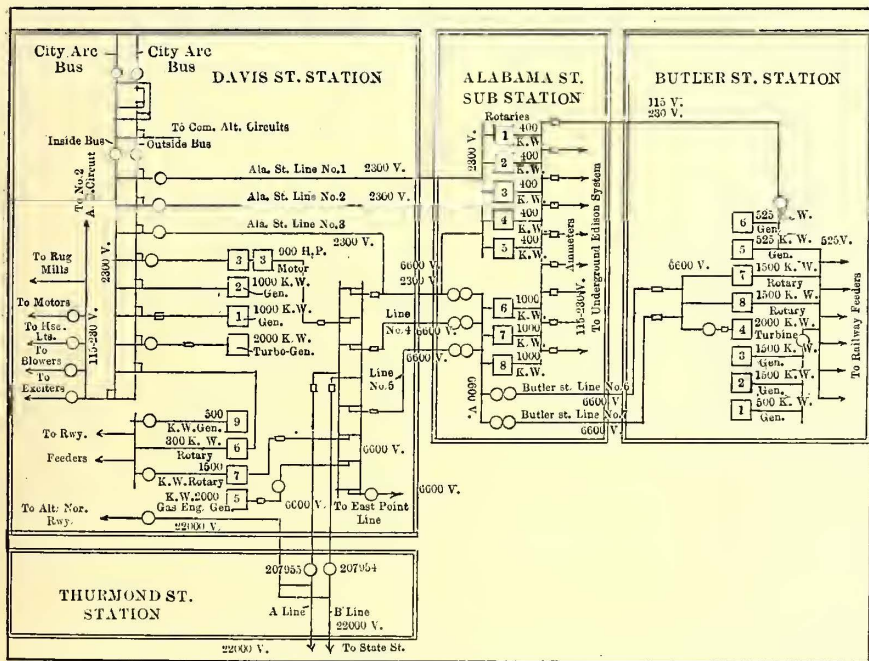 City Arc
Bus
City Arc
Bus
DAVIS ST. STATION
To Com. Alt. Circuits
Inside Bus
Outside Bus
To No.2
Circuit
Ala. St. Line No.1
2300 V.
Ala. St. Line No.2
2300 V.
Ala. St. Line No.3
2300 V.
2300 V.
To Rug
Mills
3
3
900 H.P.
Motor
2
1000 K.W.
Gen.
1
1000 K.W.
Gen.
2000 K.W.
Turbo-Gen.
To Motors
To Hse.
Lts.
To
Blowers
To
Exciters
115-230 V.
500
K.W.Gen.
9
300 K. W.
Rotary
6
1500
K.W.Rotary
7
K.W.2000
Gas Eng. Gen.
5
To Rwy.
Feeders
To Alt: Nor.
Rwy.
22000 V.
6600 V.
6600 V.
To East Point
Line
6600 V.
6600 V.
2300 V.
Line
No.4
6600 V.
Line
No.5
6600 V.
ALABAMA ST.
SUB STATION
Rotaries
2300 V.
1
400
K.W.
2
400
K.W.
3
400
K.W.
4
400
K.W.
5
400
K.W.
6
1000
K.W.
7
1000
K.W.
8
1000
K.W.
Ammeters
115-230 V.
To Underground Edison System
6600 V.
Butler st. Line No.6
6600 V.
Butler st. Line No.7
6600 V.
BUTLER ST. STATION
115 V.
230 V.
6600 V.
6
525 K. W.
Gen.
5
525 K. W.
Gen.
7
1500 K.W.
Rotary
8
1500 K.W.
Rotary
4
2000 K.W.
Turbine
3
1500 K.W.
Gen.
2
1500 K.W.
Gen.
1
500 K. W.
Gen.
525V.
To Railway Feeders
THURMOND ST.
STATION
207955
207954
A Line
B Line
22000 V.
22000 V.
To State St.